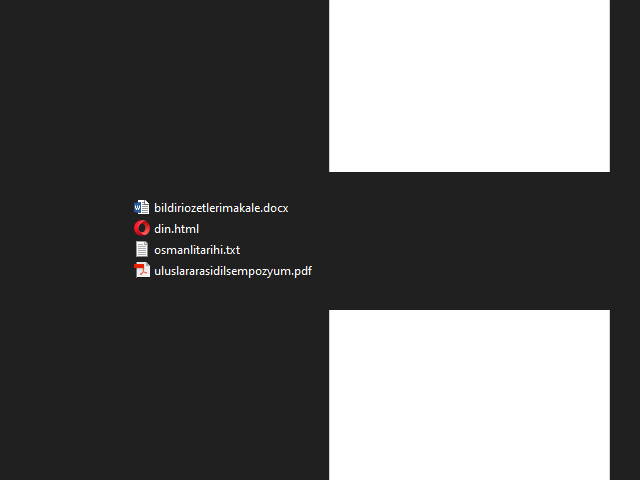 bildiriozetlerimakale.docx
din.html
osmanlitarihi.txt
uluslararasidilsempozyum.pdf